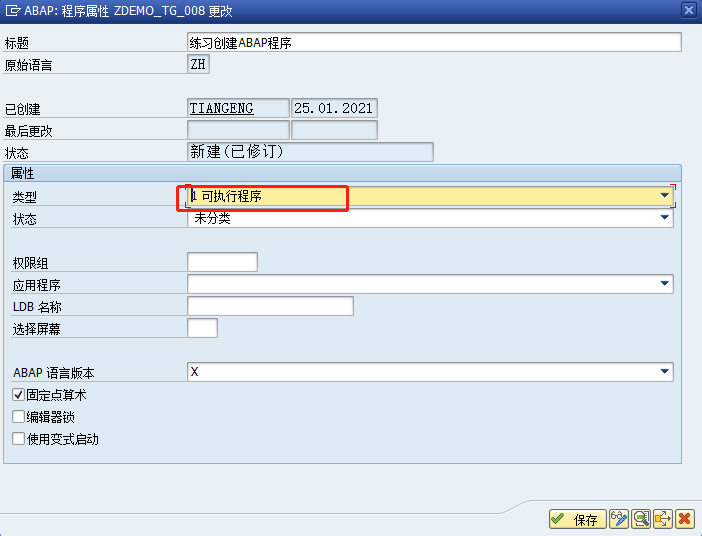 ABAP: 程序属性 ZDEMO_TG_008 更改
标题 练习创建ABAP程序
原始语言 ZH
已创建 TIANGENG 25.01.2021
最后更改
状态 新建(已修订)
属性
类型 1 可执行程序
状态 未分类
权限组
应用程序
LDB 名称
选择屏幕
ABAP 语言版本 X
固定点算术
编辑器锁
使用变式启动
保存